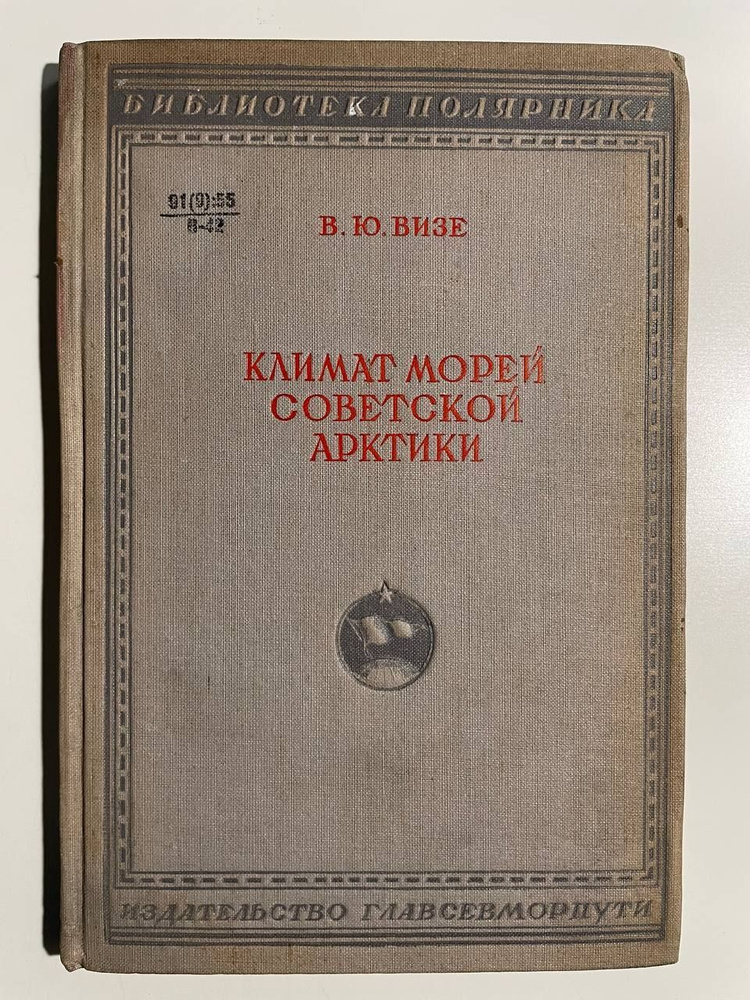 БИБЛИОТЕКА ПОЛЯРНИКА
91(9):55
В-42
В. Ю. ВИЗЕ
КЛИМАТ МОРЕЙ
СОВЕТСКОЙ
АРКТИКИ
ИЗДАТЕЛЬСТВО ГЛАВСЕВМОРПУТИ